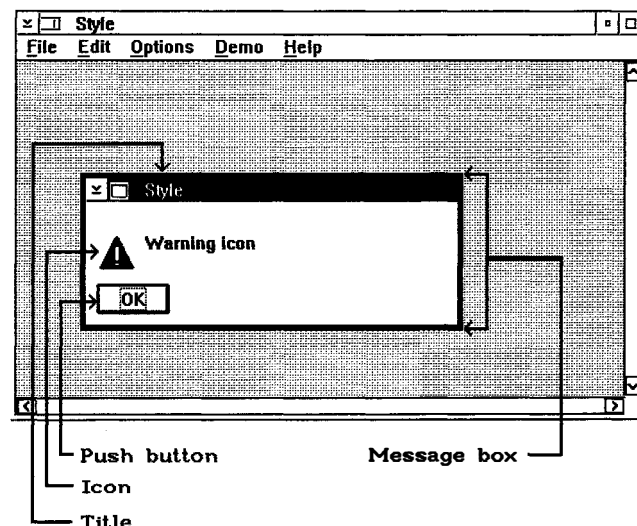 Style
File Edit Options Demo Help
Style
Warning icon
OK
Push button
Message box
Icon
Title